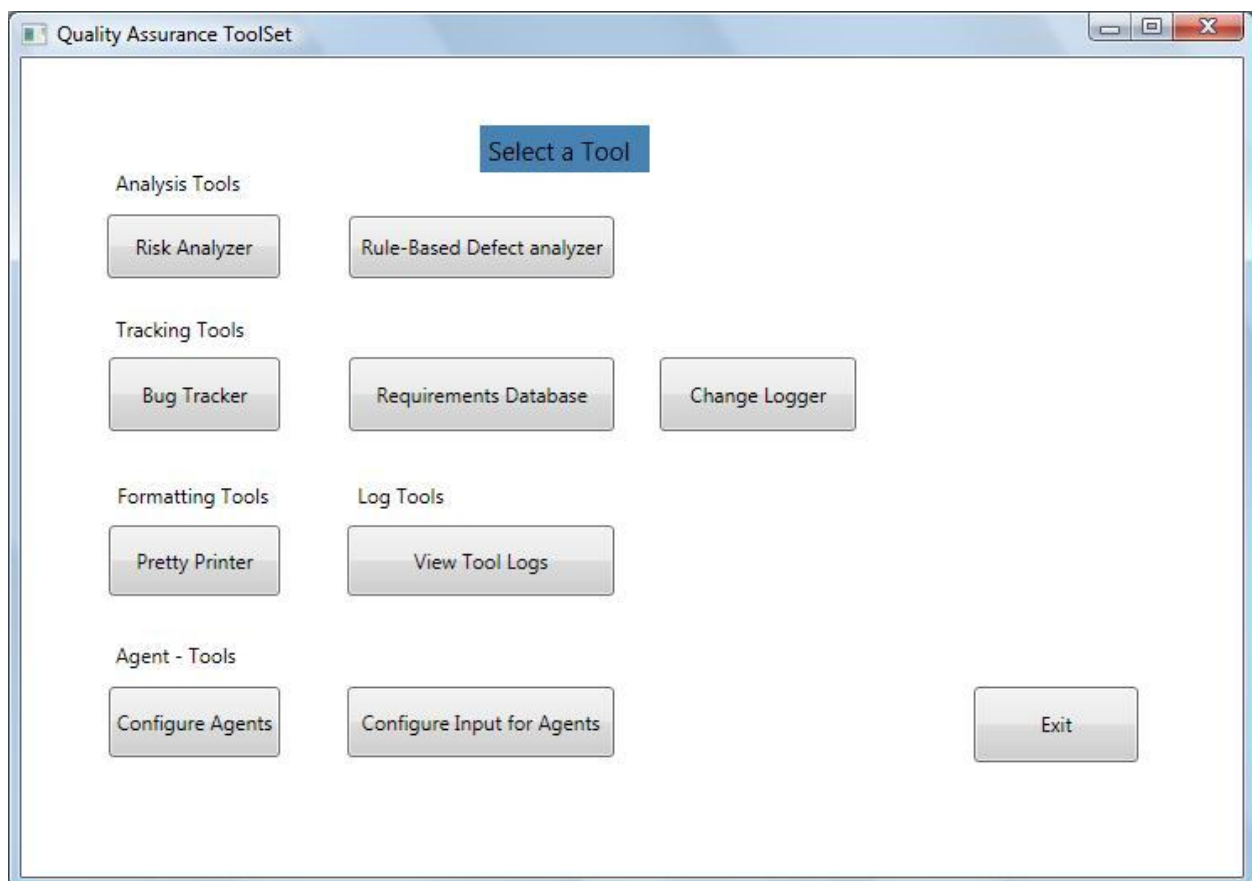 Quality Assurance ToolSet
Select a Tool
Analysis Tools
Risk Analyzer
Rule-Based Defect analyzer
Tracking Tools
Bug Tracker
Requirements Database
Change Logger
Formatting Tools
Log Tools
Pretty Printer
View Tool Logs
Agent - Tools
Configure Agents
Configure Input for Agents
Exit